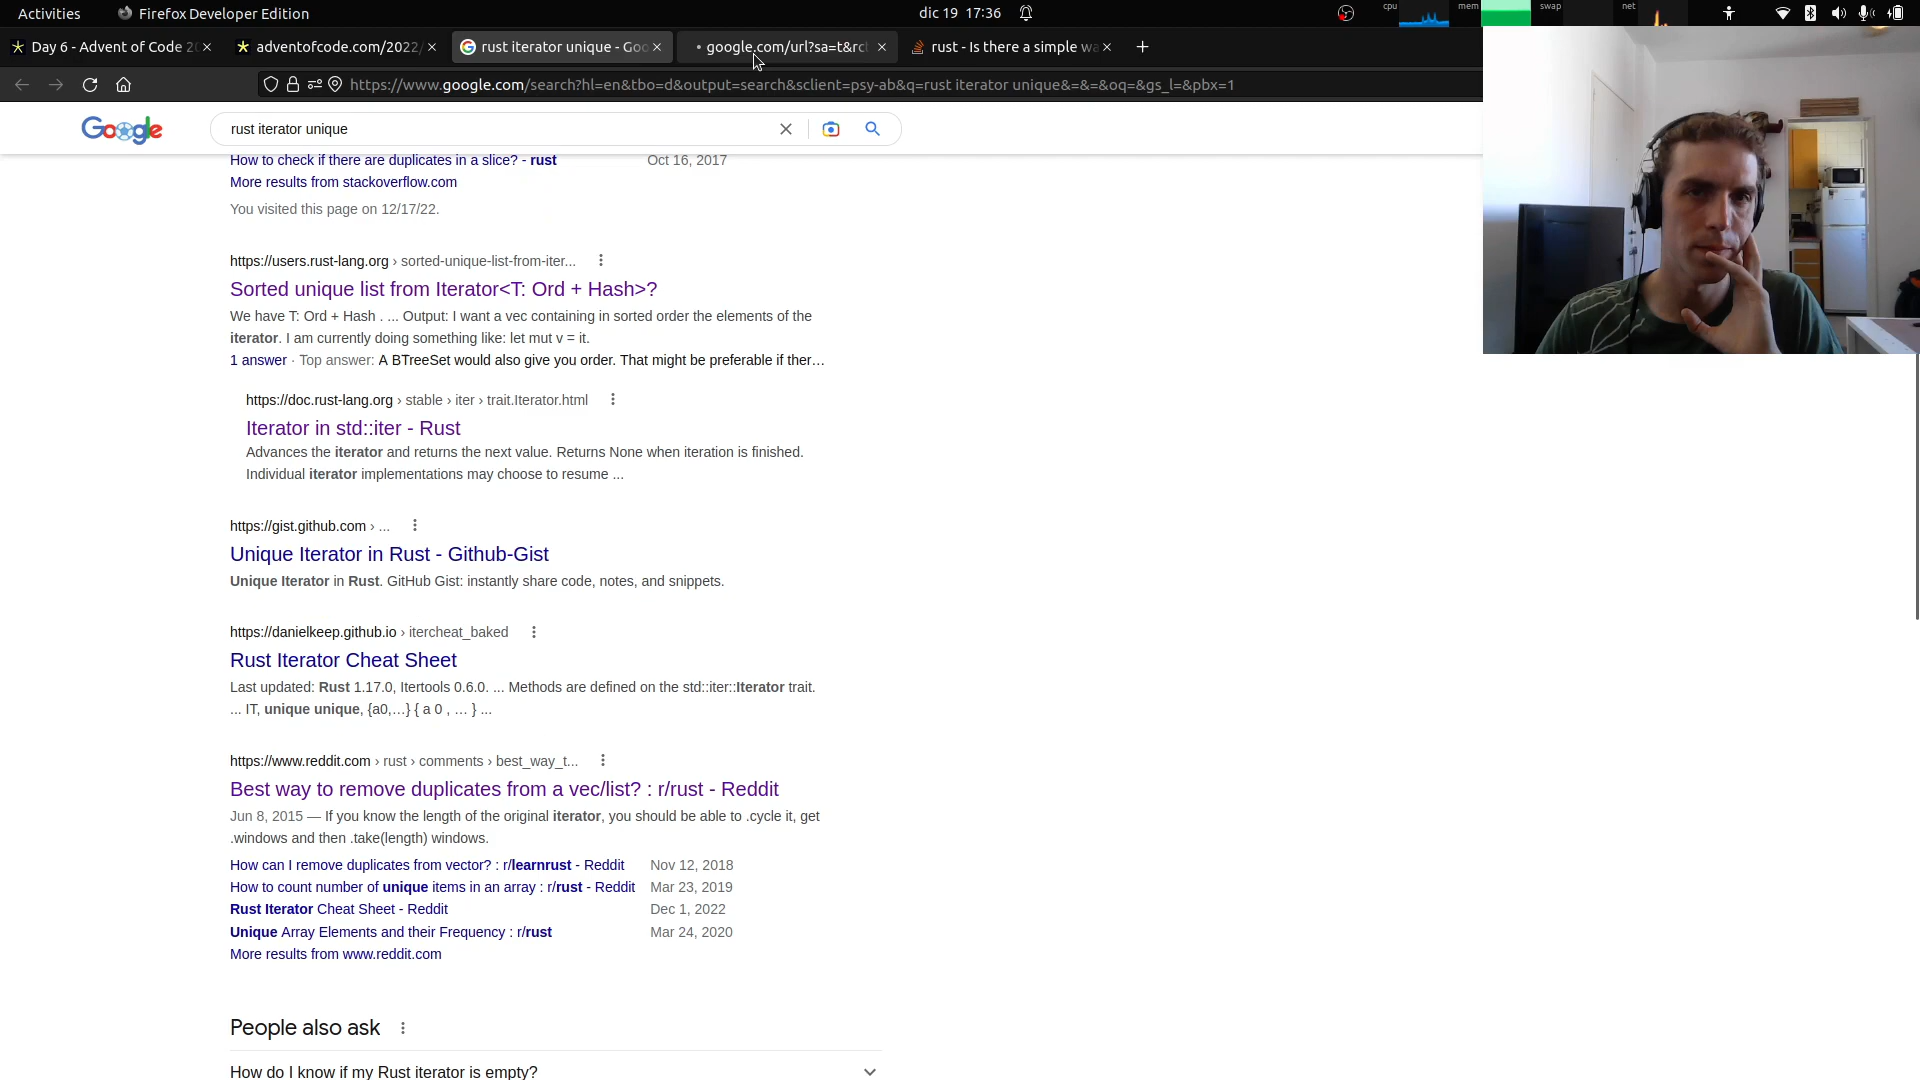 Activities
Firefox Developer Edition
dic 19 17:36
cpu
mem
swap
net
Day 6 - Advent of Code 2
adventofcode.com/2022/
rust iterator unique - Goo
google.com/url?sa=t&rc
rust - Is there a simple wa
https://www.google.com/search?hl=en&tbo=d&output=search&sclient=psy-ab&q=rust iterator unique&=&=&oq=&gs_l=&pbx=1
Google
rust iterator unique
How to check if there are duplicates in a slice? - rust Oct 16, 2017
More results from stackoverflow.com
You visited this page on 12/17/22.
https://users.rust-lang.org › sorted-unique-list-from-iter...
Sorted unique list from Iterator<T: Ord + Hash>?
We have T: Ord + Hash . ... Output: I want a vec containing in sorted order the elements of the
iterator. I am currently doing something like: let mut v = it.
1 answer · Top answer: A BTreeSet would also give you order. That might be preferable if ther…
https://doc.rust-lang.org › stable › iter › trait.Iterator.html
Iterator in std::iter - Rust
Advances the iterator and returns the next value. Returns None when iteration is finished.
Individual iterator implementations may choose to resume ...
https://gist.github.com › ...
Unique Iterator in Rust - Github-Gist
Unique Iterator in Rust. GitHub Gist: instantly share code, notes, and snippets.
https://danielkeep.github.io › itercheat_baked
Rust Iterator Cheat Sheet
Last updated: Rust 1.17.0, Itertools 0.6.0. ... Methods are defined on the std::iter::Iterator trait.
... IT, unique unique, {a0,…} { a 0 , … } ...
https://www.reddit.com › rust › comments › best_way_t...
Best way to remove duplicates from a vec/list? : r/rust - Reddit
Jun 8, 2015 — If you know the length of the original iterator, you should be able to .cycle it, get
.windows and then .take(length) windows.
How can I remove duplicates from vector? : r/learnrust - Reddit Nov 12, 2018
How to count number of unique items in an array : r/rust - Reddit Mar 23, 2019
Rust Iterator Cheat Sheet - Reddit Dec 1, 2022
Unique Array Elements and their Frequency : r/rust Mar 24, 2020
More results from www.reddit.com
People also ask
How do I know if my Rust iterator is empty?